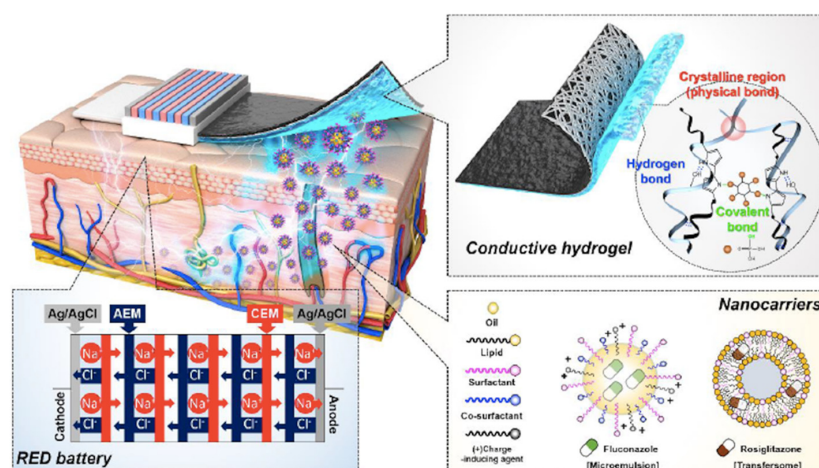 Crystalline region
(physical bond)
Hydrogen
bond
Covalent
bond
Conductive hydrogel
Ag/AgCl
AEM
CEM
Ag/AgCl
Na⁺
Na⁺
Na⁺
Na⁺
Na⁺
Cl⁻
Cl⁻
Cl⁻
Cl⁻
Cl⁻
Na⁺
Na⁺
Na⁺
Na⁺
Na⁺
Cl⁻
Cl⁻
Cl⁻
Cl⁻
Cl⁻
Cathode
Anode
RED battery
Nanocarriers
Oil
Lipid
Surfactant
Co-surfactant
(+)Charge
-inducing agent
Fluconazole
[Microemulsion]
Rosiglitazone
[Transfersome]